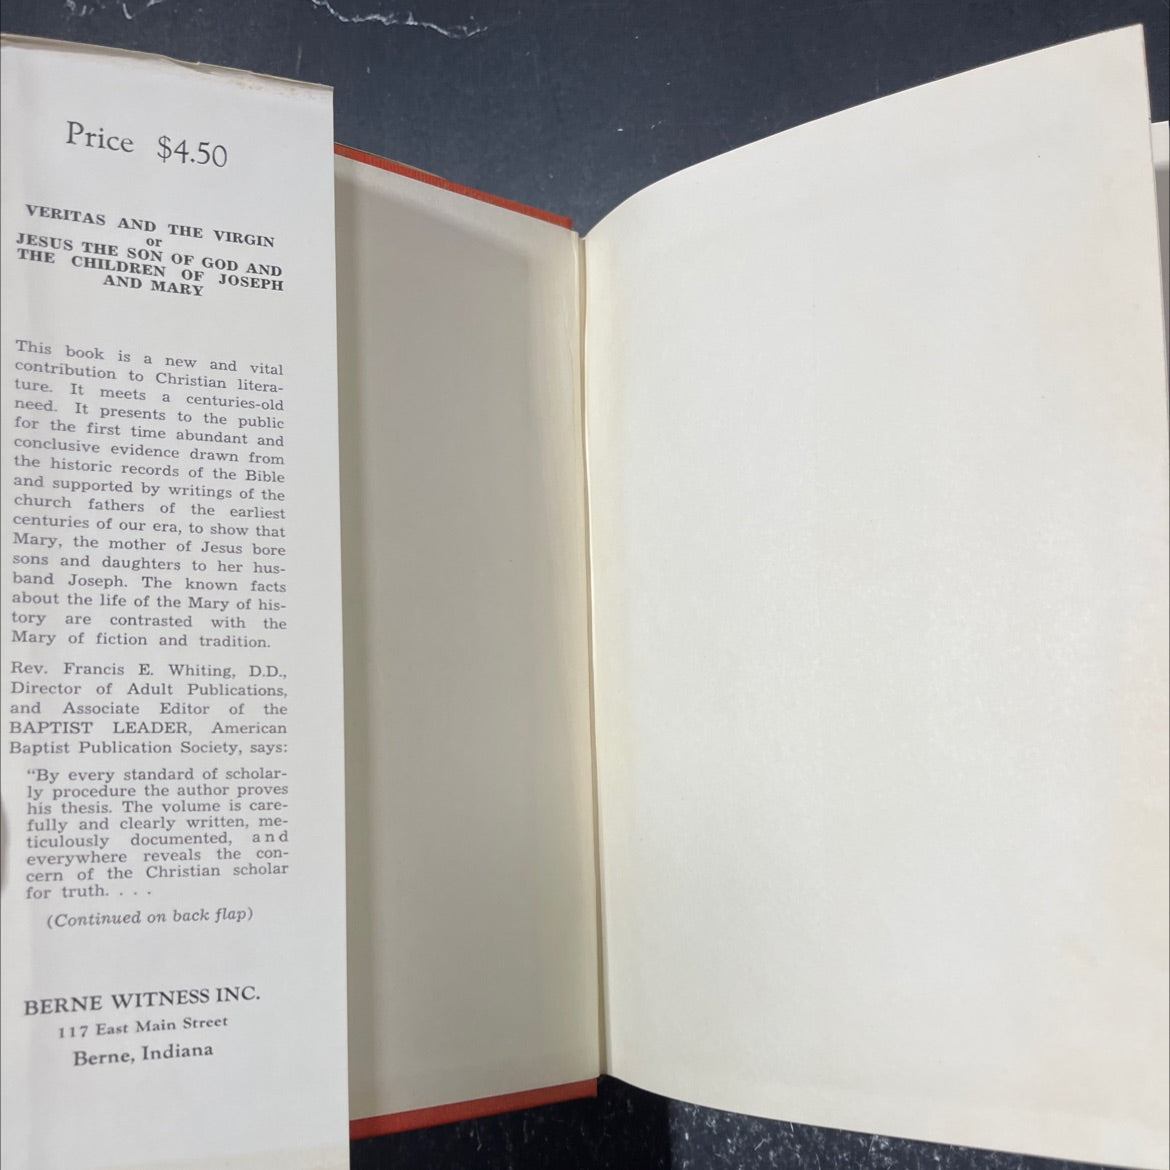 Price $4.50
VERITAS AND THE VIRGIN
or
JESUS THE SON OF GOD AND
THE CHILDREN OF JOSEPH
AND MARY
This book is a new and vital
contribution to Christian litera-
ture. It meets a centuries-old
need. It presents to the public
for the first time abundant and
conclusive evidence drawn from
the historic records of the Bible
and supported by writings of the
church fathers of the earliest
centuries of our era, to show that
Mary, the mother of Jesus bore
sons and daughters to her hus-
band Joseph. The known facts
about the life of the Mary of his-
tory are contrasted with the
Mary of fiction and tradition.
Rev. Francis E. Whiting, D.D.,
Director of Adult Publications,
and Associate Editor of the
BAPTIST LEADER, American
Baptist Publication Society, says:
"By every standard of scholar-
ly procedure the author proves
his thesis. The volume is care-
fully and clearly written, me-
ticulously documented, and
everywhere reveals the con-
cern of the Christian scholar
for truth. . . .
(Continued on back flap)
BERNE WITNESS INC.
117 East Main Street
Berne, Indiana